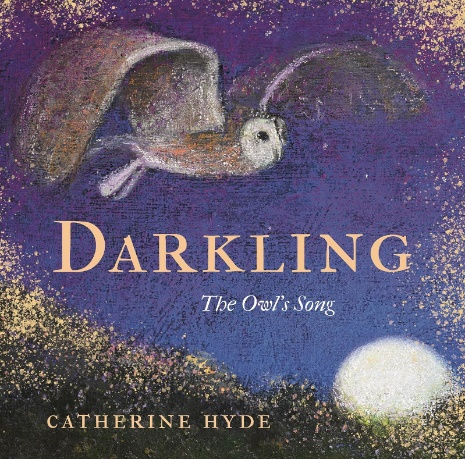 DARKLING
The Owl's Song
CATHERINE HYDE